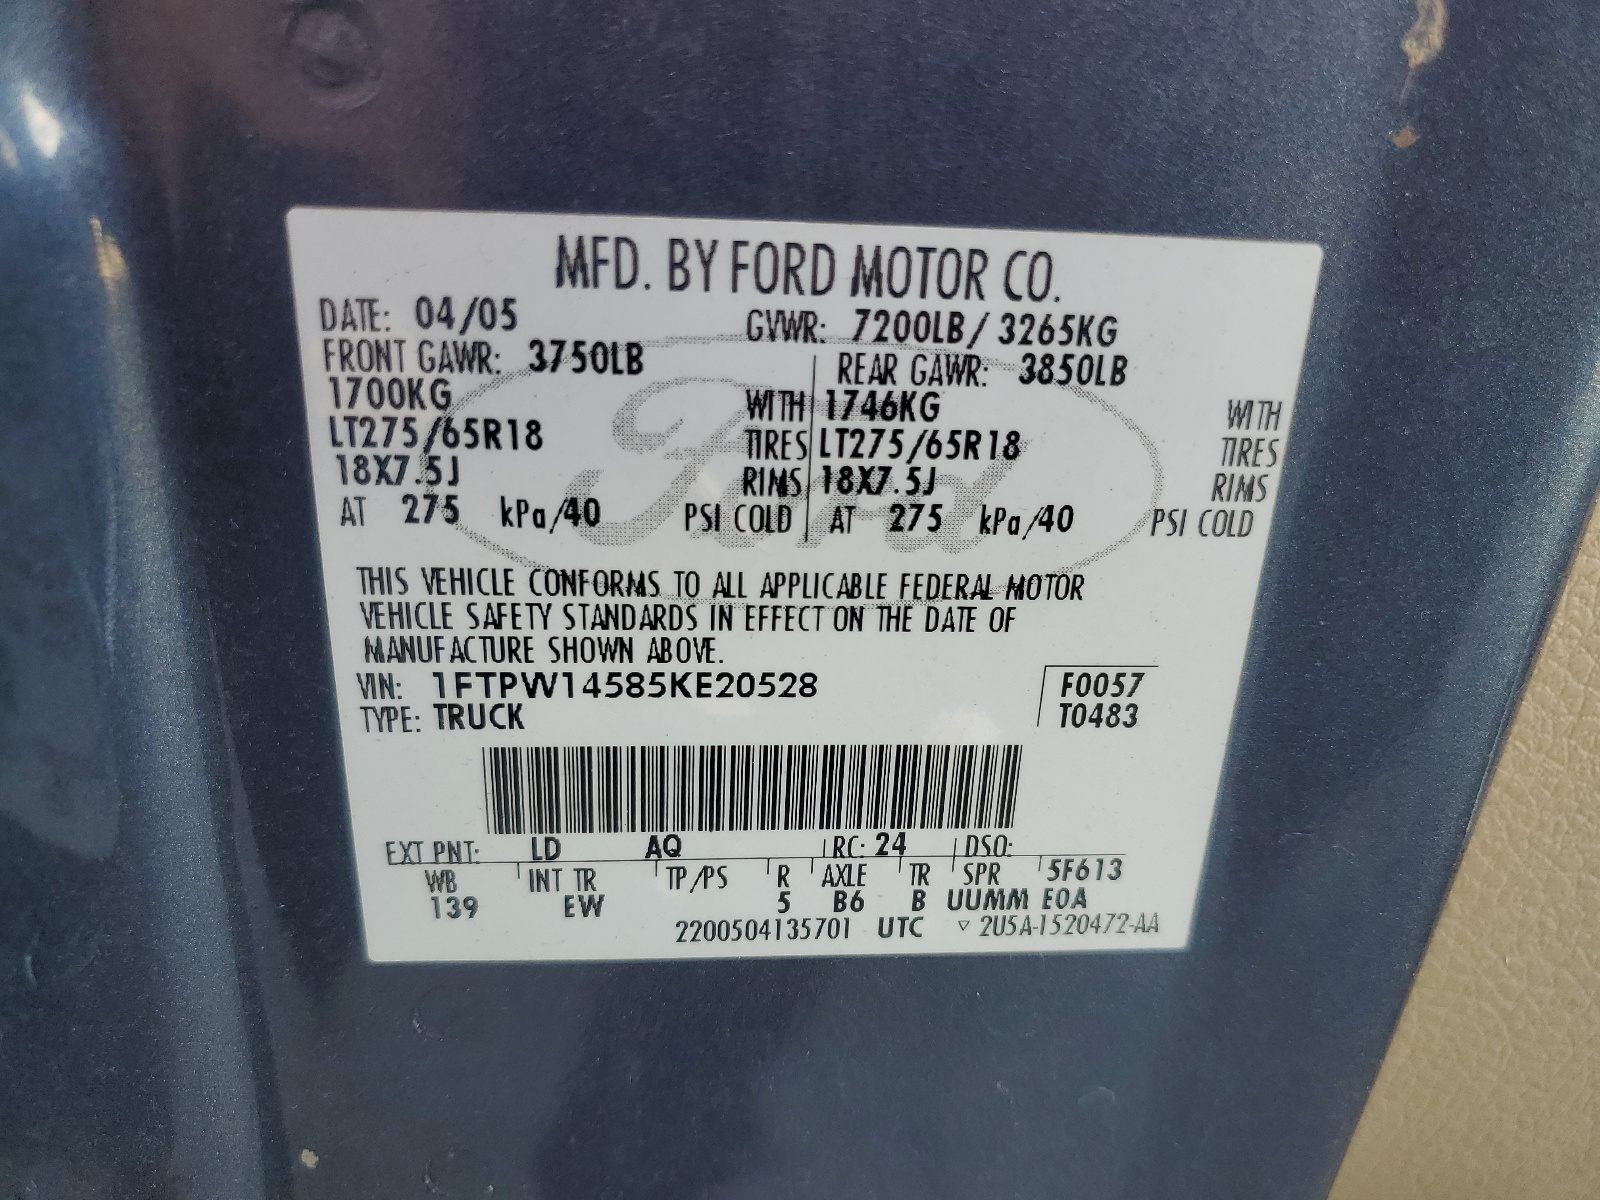 MFD. BY FORD MOTOR CO.
DATE: 04/05 GVWR: 7200LB / 3265KG
FRONT GAWR: 3750LB REAR GAWR: 3850LB
1700KG WITH 1746KG WITH
LT275/65R18 TIRES LT275/65R18 TIRES
18X7.5J RIMS 18X7.5J RIMS
AT 275 kPa/40 PSI COLD AT 275 kPa/40 PSI COLD
Ford
THIS VEHICLE CONFORMS TO ALL APPLICABLE FEDERAL MOTOR
VEHICLE SAFETY STANDARDS IN EFFECT ON THE DATE OF
MANUFACTURE SHOWN ABOVE.
VIN: 1FTPW14585KE20528 F0057
TYPE: TRUCK T0483
EXT PNT: LD AQ RC: 24 DSO:
WB INT TR TP/PS R AXLE TR SPR 5F613
139 EW 5 B6 B UUMM E0A
2200504135701 UTC ▽ 2U5A-1520472-AA